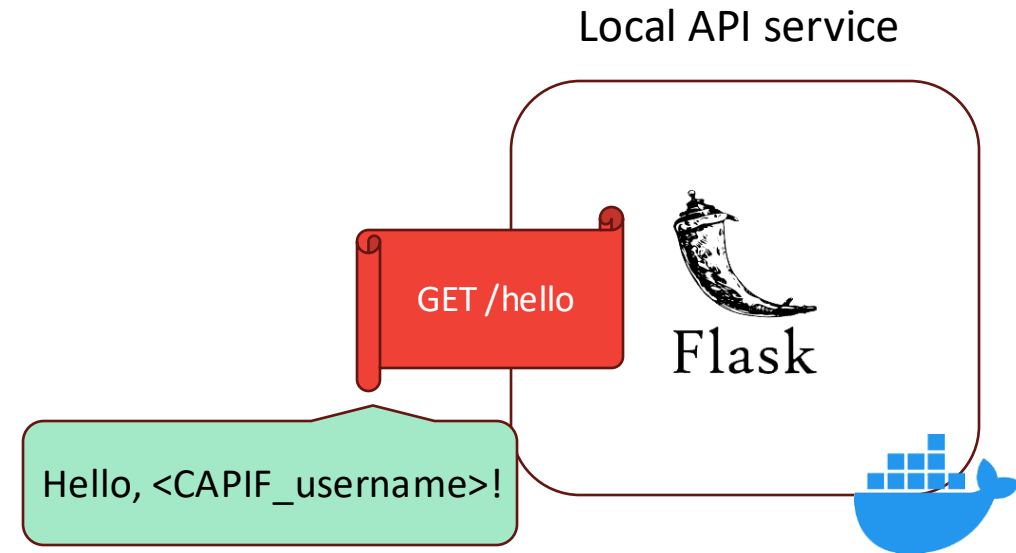 Local API service
GET /hello
Flask
Hello, <CAPIF_username>!